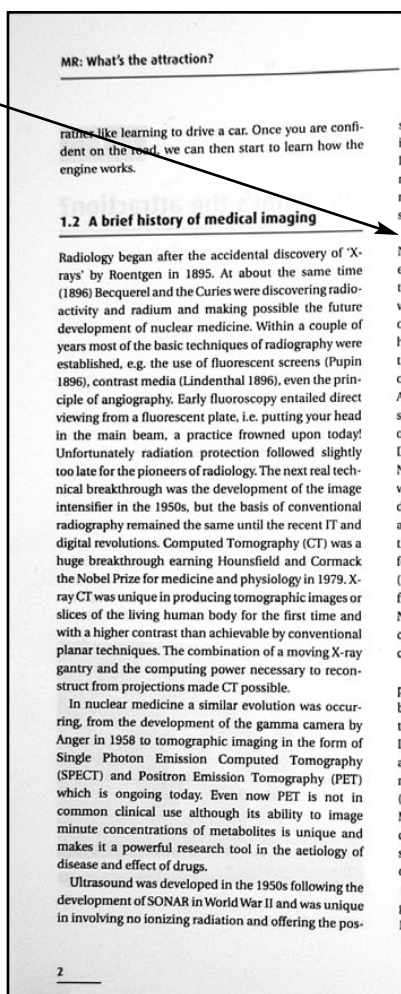 MR: What's the attraction?
rather like learning to drive a car. Once you are confi-
dent on the road, we can then start to learn how the
engine works.
1.2 A brief history of medical imaging
Radiology began after the accidental discovery of 'X-
rays' by Roentgen in 1895. At about the same time
(1896) Becquerel and the Curies were discovering radio-
activity and radium and making possible the future
development of nuclear medicine. Within a couple of
years most of the basic techniques of radiography were
established, e.g. the use of fluorescent screens (Pupin
1896), contrast media (Lindenthal 1896), even the prin-
ciple of angiography. Early fluoroscopy entailed direct
viewing from a fluorescent plate, i.e. putting your head
in the main beam, a practice frowned upon today!
Unfortunately radiation protection followed slightly
too late for the pioneers of radiology. The next real tech-
nical breakthrough was the development of the image
intensifier in the 1950s, but the basis of conventional
radiography remained the same until the recent IT and
digital revolutions. Computed Tomography (CT) was a
huge breakthrough earning Hounsfield and Cormack
the Nobel Prize for medicine and physiology in 1979. X-
ray CT was unique in producing tomographic images or
slices of the living human body for the first time and
with a higher contrast than achievable by conventional
planar techniques. The combination of a moving X-ray
gantry and the computing power necessary to recon-
struct from projections made CT possible.
In nuclear medicine a similar evolution was occur-
ring, from the development of the gamma camera by
Anger in 1958 to tomographic imaging in the form of
Single Photon Emission Computed Tomography
(SPECT) and Positron Emission Tomography (PET)
which is ongoing today. Even now PET is not in
common clinical use although its ability to image
minute concentrations of metabolites is unique and
makes it a powerful research tool in the aetiology of
disease and effect of drugs.
Ultrasound was developed in the 1950s following the
development of SONAR in World War II and was unique
in involving no ionizing radiation and offering the pos-
2